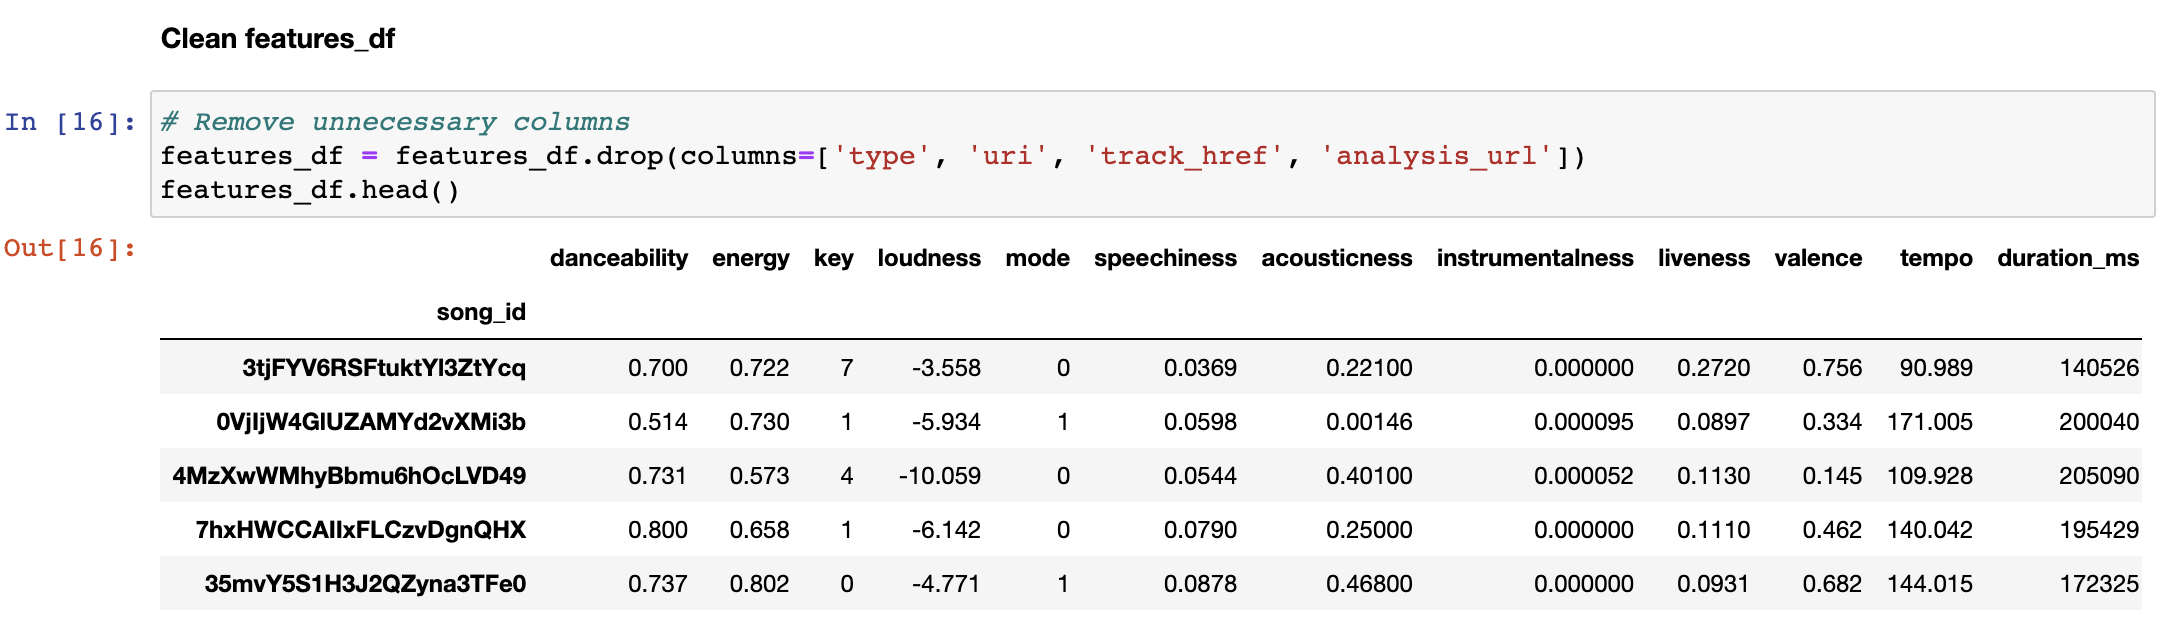 Clean features_df
In [16]:
# Remove unnecessary columns
features_df = features_df.drop(columns=['type', 'uri', 'track_href', 'analysis_url'])
features_df.head()
Out[16]:
danceability energy key loudness mode speechiness acousticness instrumentalness liveness valence tempo duration_ms
song_id
3tjFYV6RSFtuktYl3ZtYcq 0.700 0.722 7 -3.558 0 0.0369 0.22100 0.000000 0.2720 0.756 90.989 140526
0VjIjW4GlUZAMYd2vXMi3b 0.514 0.730 1 -5.934 1 0.0598 0.00146 0.000095 0.0897 0.334 171.005 200040
4MzXwWMhyBbmu6hOcLVD49 0.731 0.573 4 -10.059 0 0.0544 0.40100 0.000052 0.1130 0.145 109.928 205090
7hxHWCCAIIxFLCzvDgnQHX 0.800 0.658 1 -6.142 0 0.0790 0.25000 0.000000 0.1110 0.462 140.042 195429
35mvY5S1H3J2QZyna3TFe0 0.737 0.802 0 -4.771 1 0.0878 0.46800 0.000000 0.0931 0.682 144.015 172325